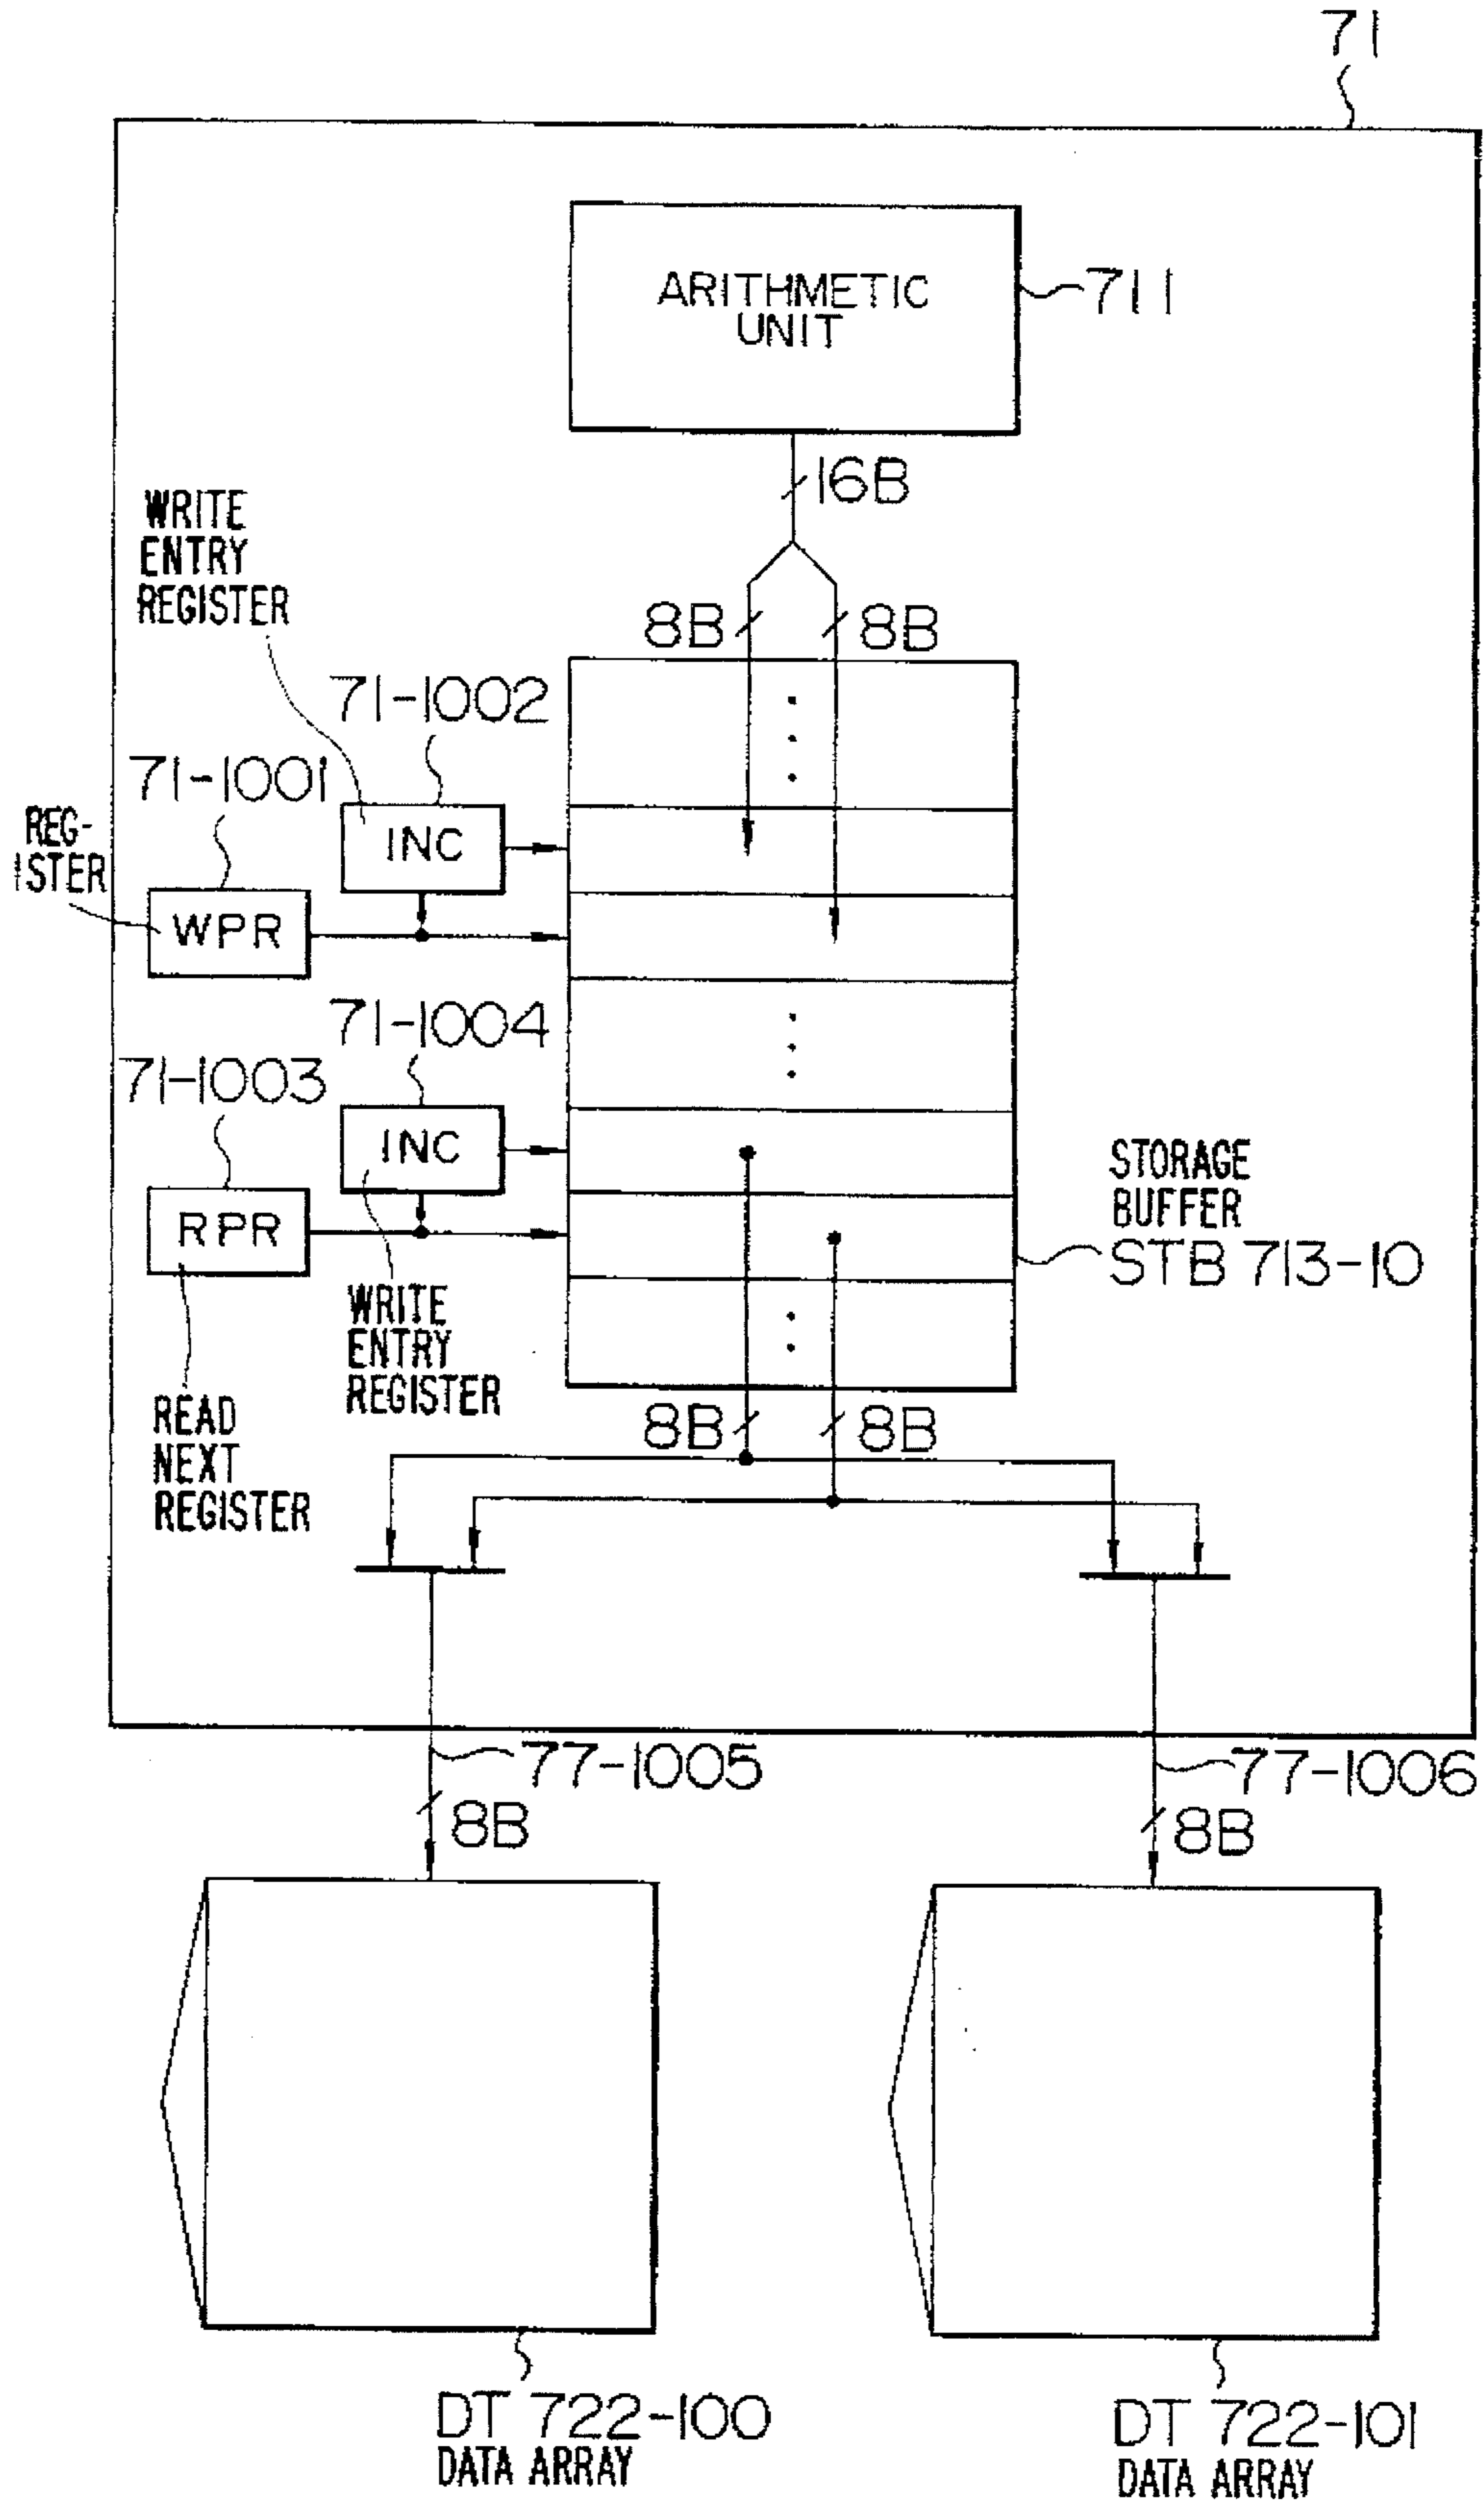 71
ARITHMETIC
UNIT
711
16B
WRITE
ENTRY
REGISTER
8B
8B
71-1002
71-1001
REG-
ISTER
INC
WPR
71-1004
71-1003
INC
RPR
STORAGE
BUFFER
STB 713-10
WRITE
ENTRY
REGISTER
READ
NEXT
REGISTER
8B
8B
77-1005
77-1006
8B
8B
DT 722-100
DATA ARRAY
DT 722-101
DATA ARRAY